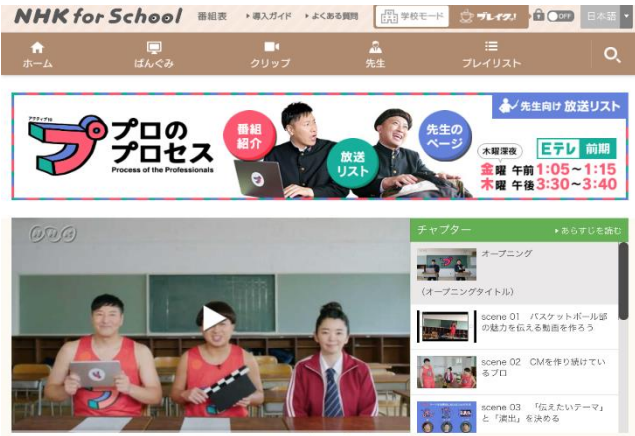 NHK for School
番組表
導入ガイド
よくある質問
学校モード
プレイク!
OFF
日本語
ホーム
ばんぐみ
クリップ
先生
プレイリスト
アクティブ10
プロのプロセス
Process of the Professionals
番組紹介
放送リスト
先生のページ
先生向け 放送リスト
木曜深夜
Eテレ 前期
金曜 午前1:05~1:15
木曜 午後3:30~3:40
NHK
チャプター
あらすじを読む
オープニング
(オープニングタイトル)
scene 01 バスケットボール部
の魅力を伝える動画を作ろう
scene 02 CMを作り続けてい
るプロ
scene 03 「伝えたいテーマ」
と「演出」を決める